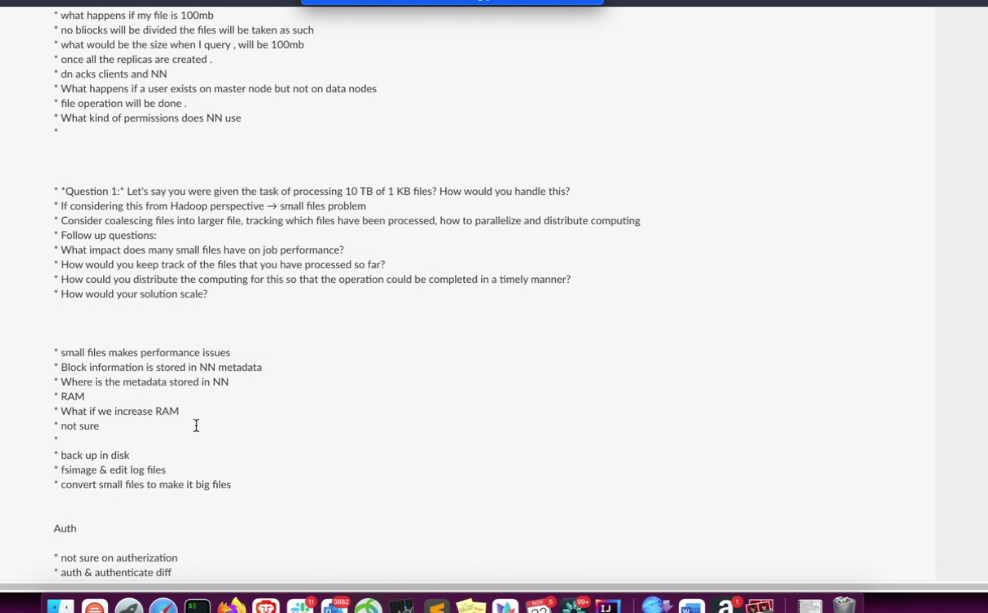 * what happens if my file is 100mb
* no bliocks will be divided the files will be taken as such
* what would be the size when I query , will be 100mb
* once all the replicas are created .
* dn acks clients and NN
* What happens if a user exists on master node but not on data nodes
* file operation will be done .
* What kind of permissions does NN use
*
* *Question 1:* Let's say you were given the task of processing 10 TB of 1 KB files? How would you handle this?
* If considering this from Hadoop perspective → small files problem
* Consider coalescing files into larger file, tracking which files have been processed, how to parallelize and distribute computing
* Follow up questions:
* What impact does many small files have on job performance?
* How would you keep track of the files that you have processed so far?
* How could you distribute the computing for this so that the operation could be completed in a timely manner?
* How would your solution scale?
* small files makes performance issues
* Block information is stored in NN metadata
* Where is the metadata stored in NN
* RAM
* What if we increase RAM
* not sure
*
* back up in disk
* fsimage & edit log files
* convert small files to make it big files
Auth
* not sure on autherization
* auth & authenticate diff
11
3882
NOV 5
99+
IJ
1